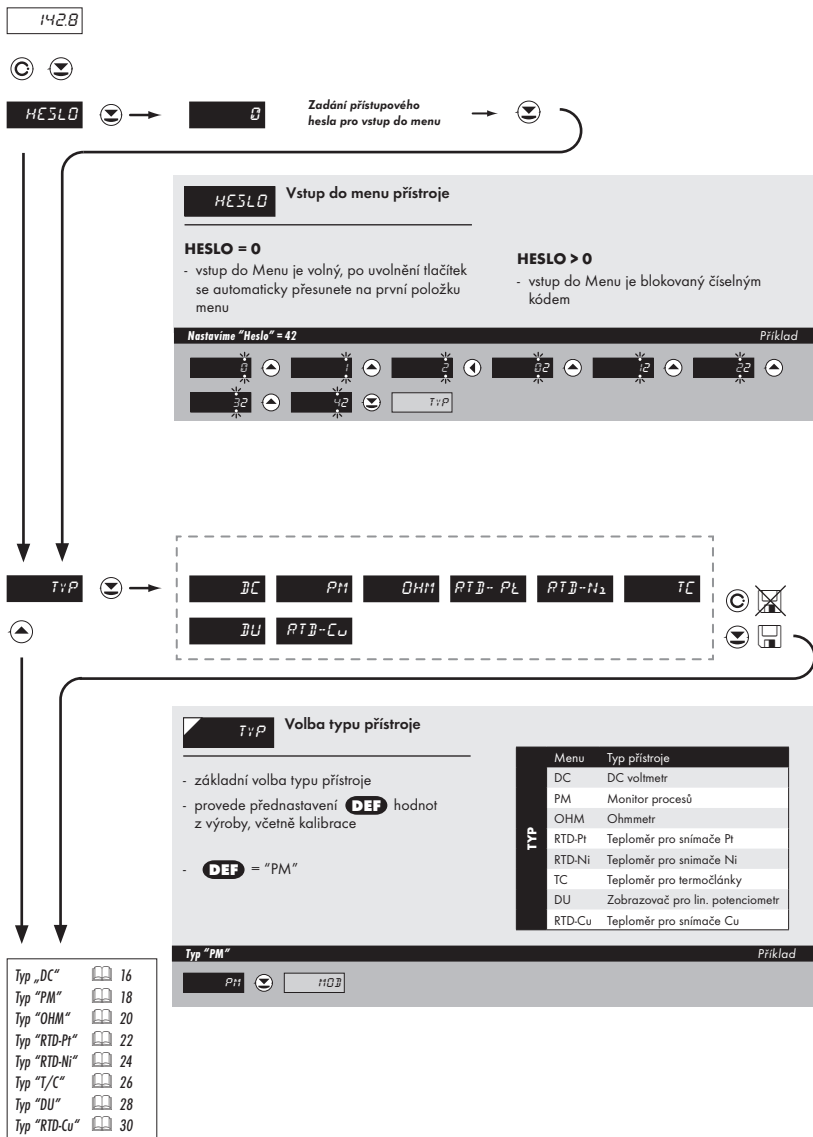 142.8
HESLO
0
Zadání přístupového
hesla pro vstup do menu
HESLO
Vstup do menu přístroje
HESLO = 0
- vstup do Menu je volný, po uvolnění tlačítek
se automaticky přesunete na první položku
menu
HESLO > 0
- vstup do Menu je blokovaný číselným
kódem
Nastavíme "Heslo" = 42
Příklad
0 1 2 02 12 22
32 42 TYP
TYP
DC PM OHM RTD-Pt RTD-Ni TC
DU RTD-Cu
TYP
Volba typu přístroje
- základní volba typu přístroje
- provede přednastavení DEF hodnot
z výroby, včetně kalibrace
- DEF = "PM"
TYP
Menu Typ přístroje
DC DC voltmetr
PM Monitor procesů
OHM Ohmmetr
RTD-Pt Teploměr pro snímače Pt
RTD-Ni Teploměr pro snimače Ni
TC Teploměr pro termočlánky
DU Zobrazovač pro lin. potenciometr
RTD-Cu Teploměr pro snímače Cu
Typ "PM"
Příklad
PM MOD
Typ „DC" 16
Typ "PM" 18
Typ "OHM" 20
Typ "RTD-Pt" 22
Typ "RTD-Ni" 24
Typ "T/C" 26
Typ "DU" 28
Typ "RTD-Cu" 30